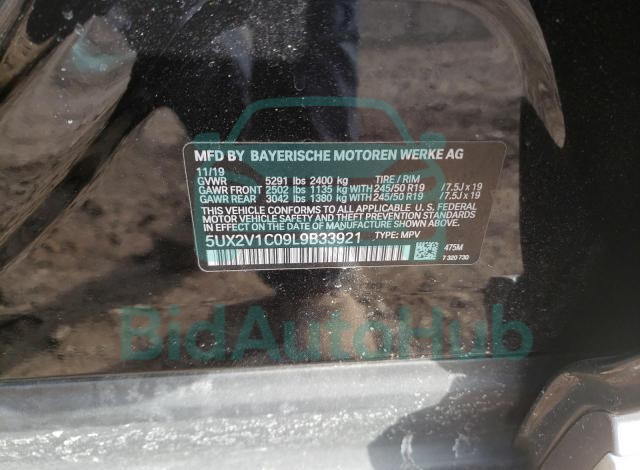 MFD BY BAYERISCHE MOTOREN WERKE AG
11/19
GVWR 5291 lbs 2400 kg TIRE / RIM
GAWR FRONT 2502 lbs 1135 kg WITH 245/50 R19 / 7.5J x 19
GAWR REAR 3042 lbs 1380 kg WITH 245/50 R19 / 7.5J x 19
THIS VEHICLE CONFORMS TO ALL APPLICABLE U.S. FEDERAL
MOTOR VEHICLE SAFETY AND THEFT PREVENTION STANDARDS
IN EFFECT ON THE DATE OF MANUFACTURE SHOWN ABOVE.
5UX2V1C09L9B33921 TYPE: MPV
475M
7 320 730
BidAutoHub